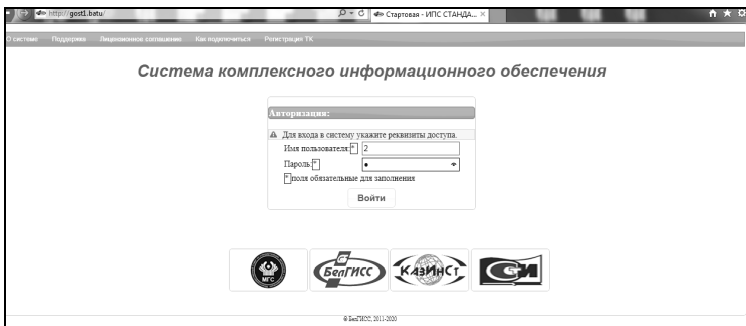 http://gost1.batu/
Стартовая - ИПС СТАНДА... ×
О системе Поддержка Лицензионное соглашение Как подключиться Регистрация ТК
Система комплексного информационного обеспечения
Авторизация:
Для входа в систему укажите реквизиты доступа.
Имя пользователя:* 2
Пароль:* •
* поля обязательные для заполнения
Войти
МГС БелГИСС КазИнСт
© БелГИСС, 2011-2020